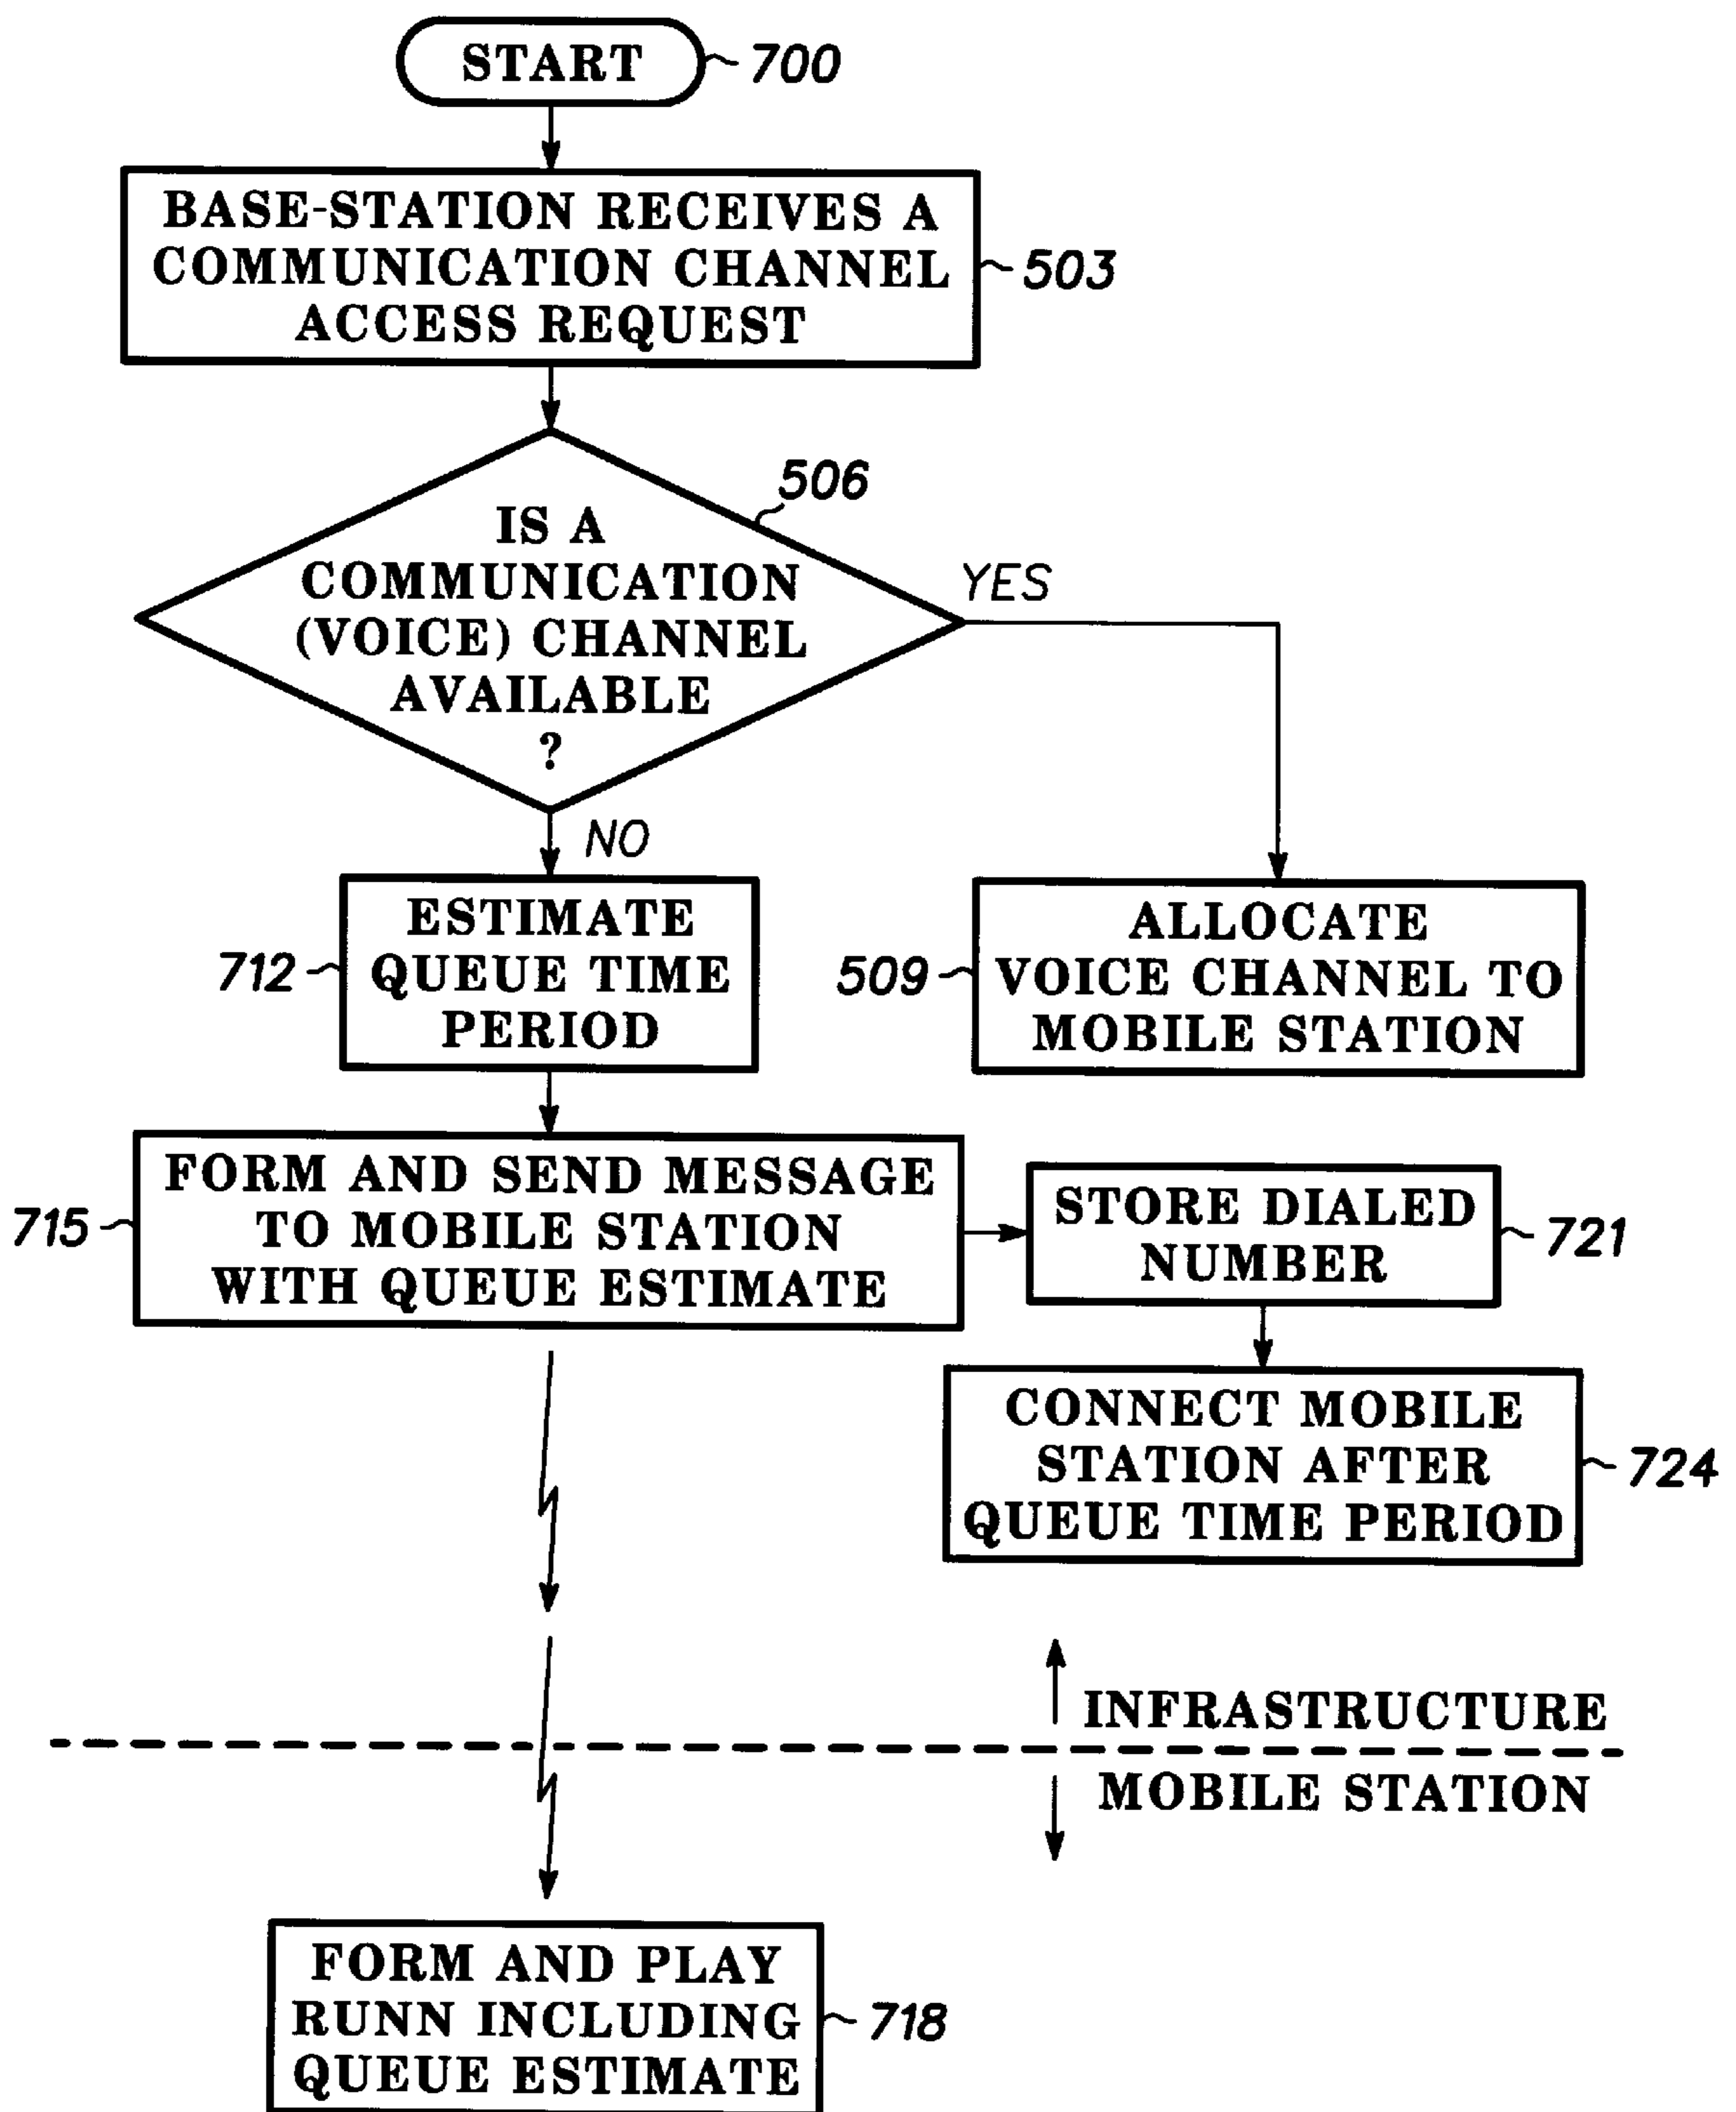 START
700
BASE-STATION RECEIVES A
COMMUNICATION CHANNEL
ACCESS REQUEST
503
506
IS A
COMMUNICATION
(VOICE) CHANNEL
AVAILABLE
?
YES
NO
ESTIMATE
QUEUE TIME
PERIOD
712
ALLOCATE
VOICE CHANNEL TO
MOBILE STATION
509
FORM AND SEND MESSAGE
TO MOBILE STATION
WITH QUEUE ESTIMATE
715
STORE DIALED
NUMBER
721
CONNECT MOBILE
STATION AFTER
QUEUE TIME PERIOD
724
INFRASTRUCTURE
MOBILE STATION
FORM AND PLAY
RUNN INCLUDING
QUEUE ESTIMATE
718